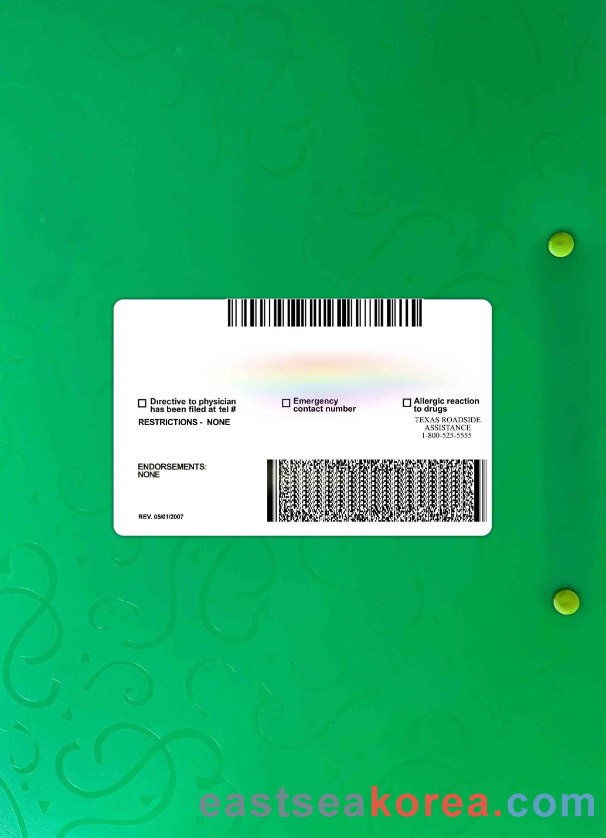 Directive to physician
has been filed at tel #
Emergency
contact number
Allergic reaction
to drugs
RESTRICTIONS - NONE
TEXAS ROADSIDE
ASSISTANCE
1-800-525-5555
ENDORSEMENTS:
NONE
REV. 05/01/2007
eastseakorea.com